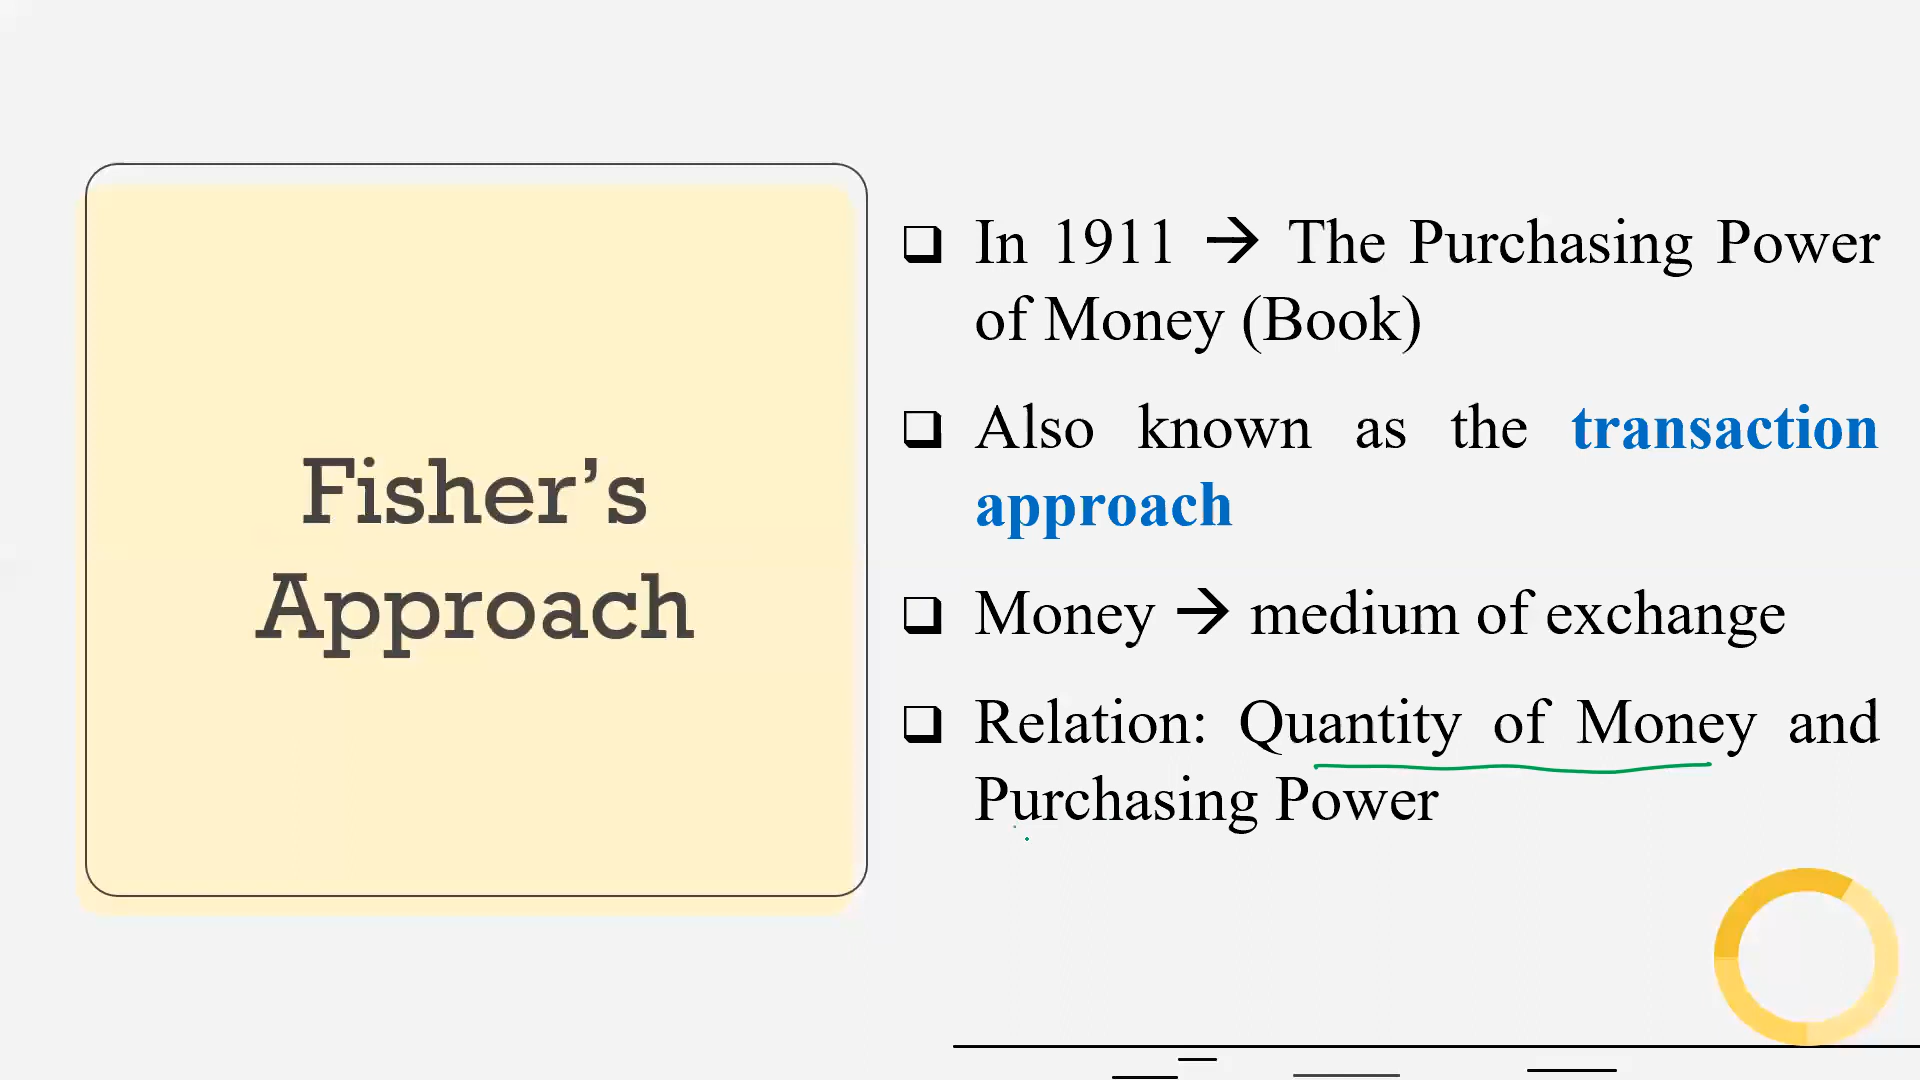 Fisher’s
Approach
In 1911 → The Purchasing Power
of Money (Book)
Also known as the transaction
approach
Money → medium of exchange
Relation: Quantity of Money and
Purchasing Power